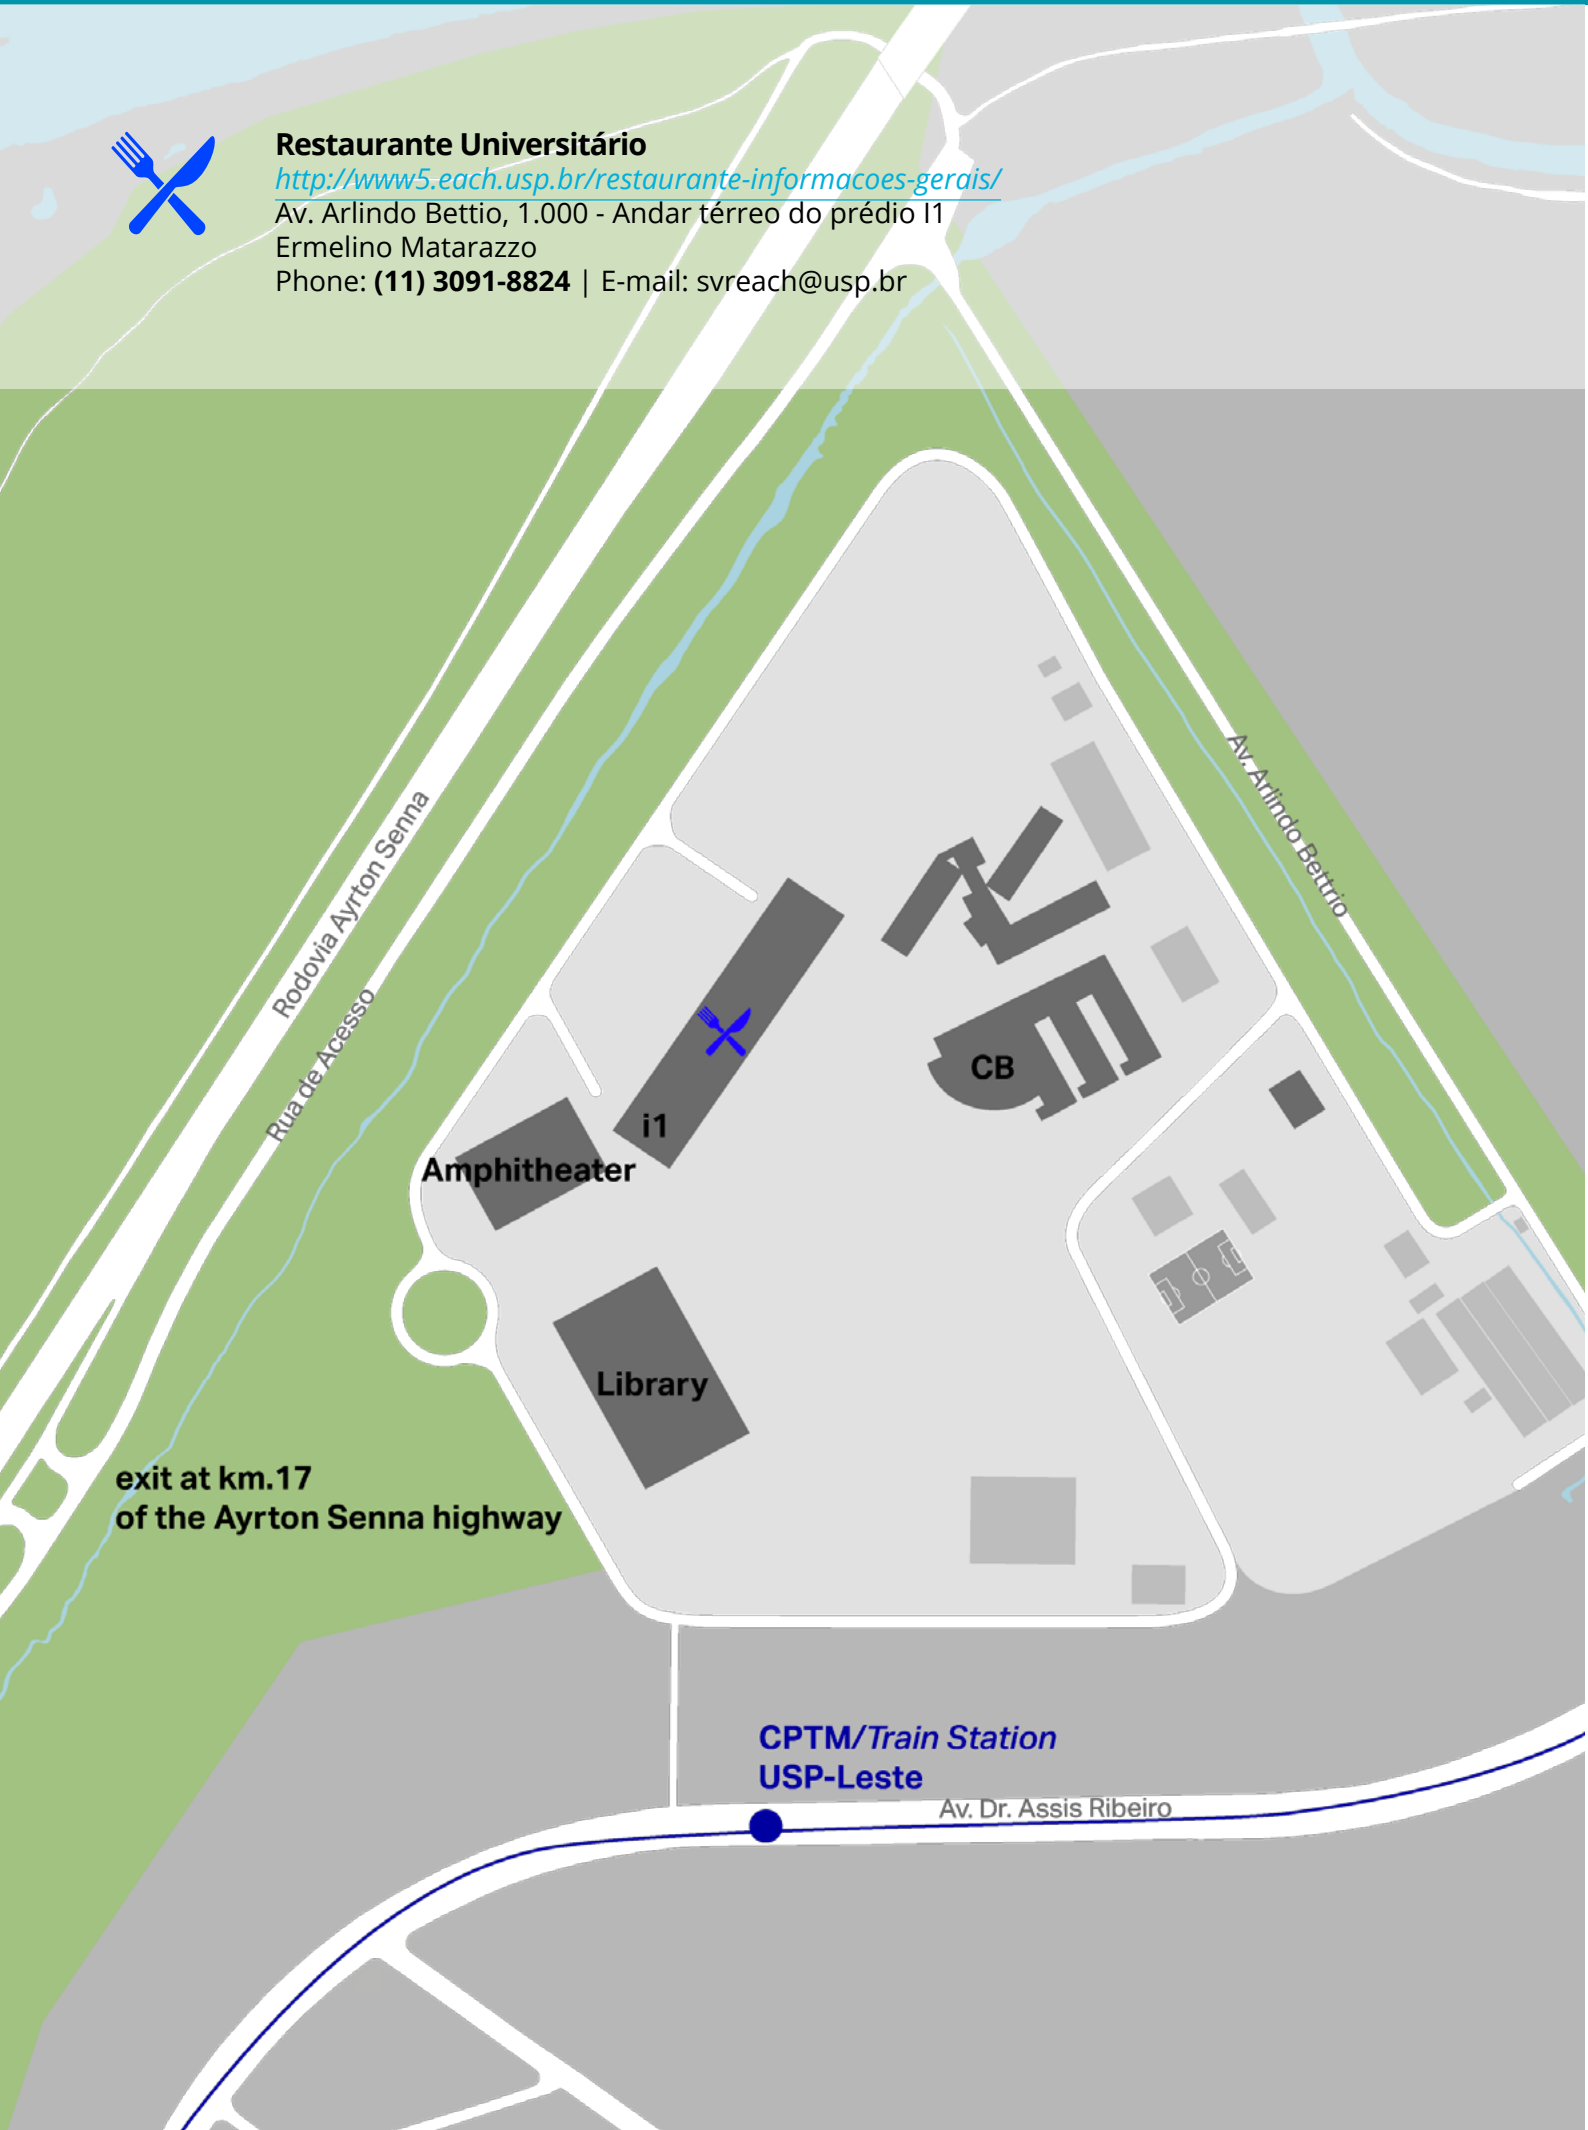 Restaurante Universitário
http://www5.each.usp.br/restaurante-informacoes-gerais/
Av. Arlindo Bettio, 1.000 - Andar térreo do prédio I1
Ermelino Matarazzo
Phone: (11) 3091-8824 | E-mail: svreach@usp.br
Av. Arlindo Bettrio
Rodovia Ayrton Senna
Rua de Acesso
CB
i1
Amphitheater
Library
exit at km.17
of the Ayrton Senna highway
CPTM/Train Station
USP-Leste
Av. Dr. Assis Ribeiro